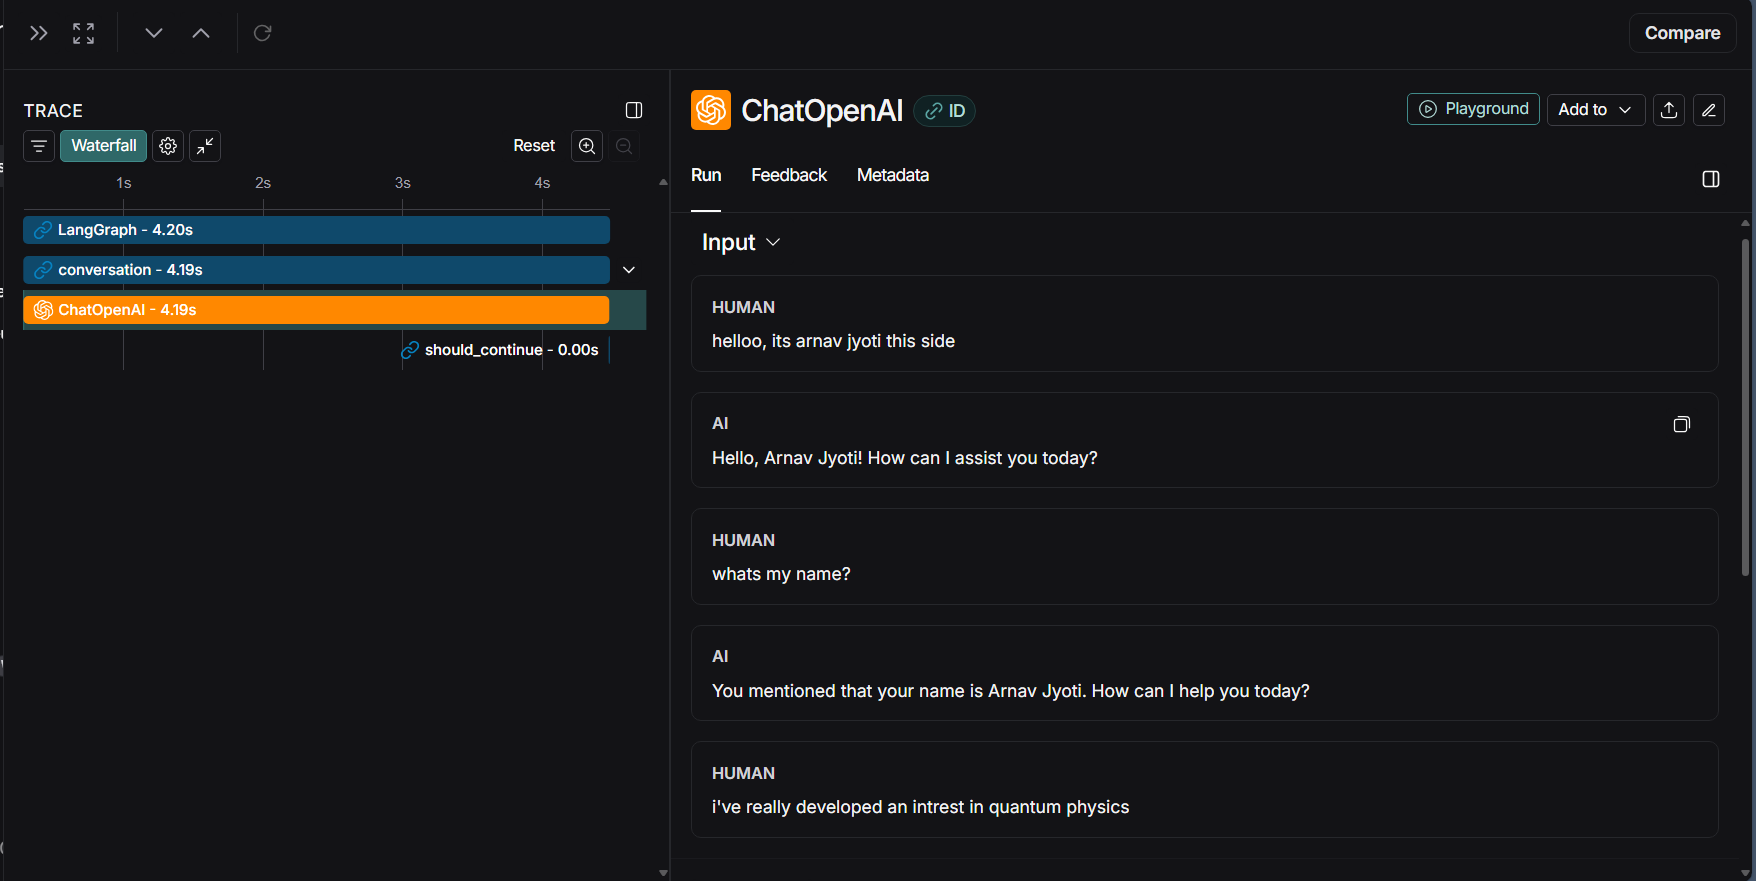 Compare
TRACE
Waterfall
Reset
1s 2s 3s 4s
LangGraph - 4.20s
conversation - 4.19s
ChatOpenAI - 4.19s
should_continue - 0.00s
ChatOpenAI ID
Playground Add to
Run Feedback Metadata
Input
HUMAN
helloo, its arnav jyoti this side
AI
Hello, Arnav Jyoti! How can I assist you today?
HUMAN
whats my name?
AI
You mentioned that your name is Arnav Jyoti. How can I help you today?
HUMAN
i've really developed an intrest in quantum physics